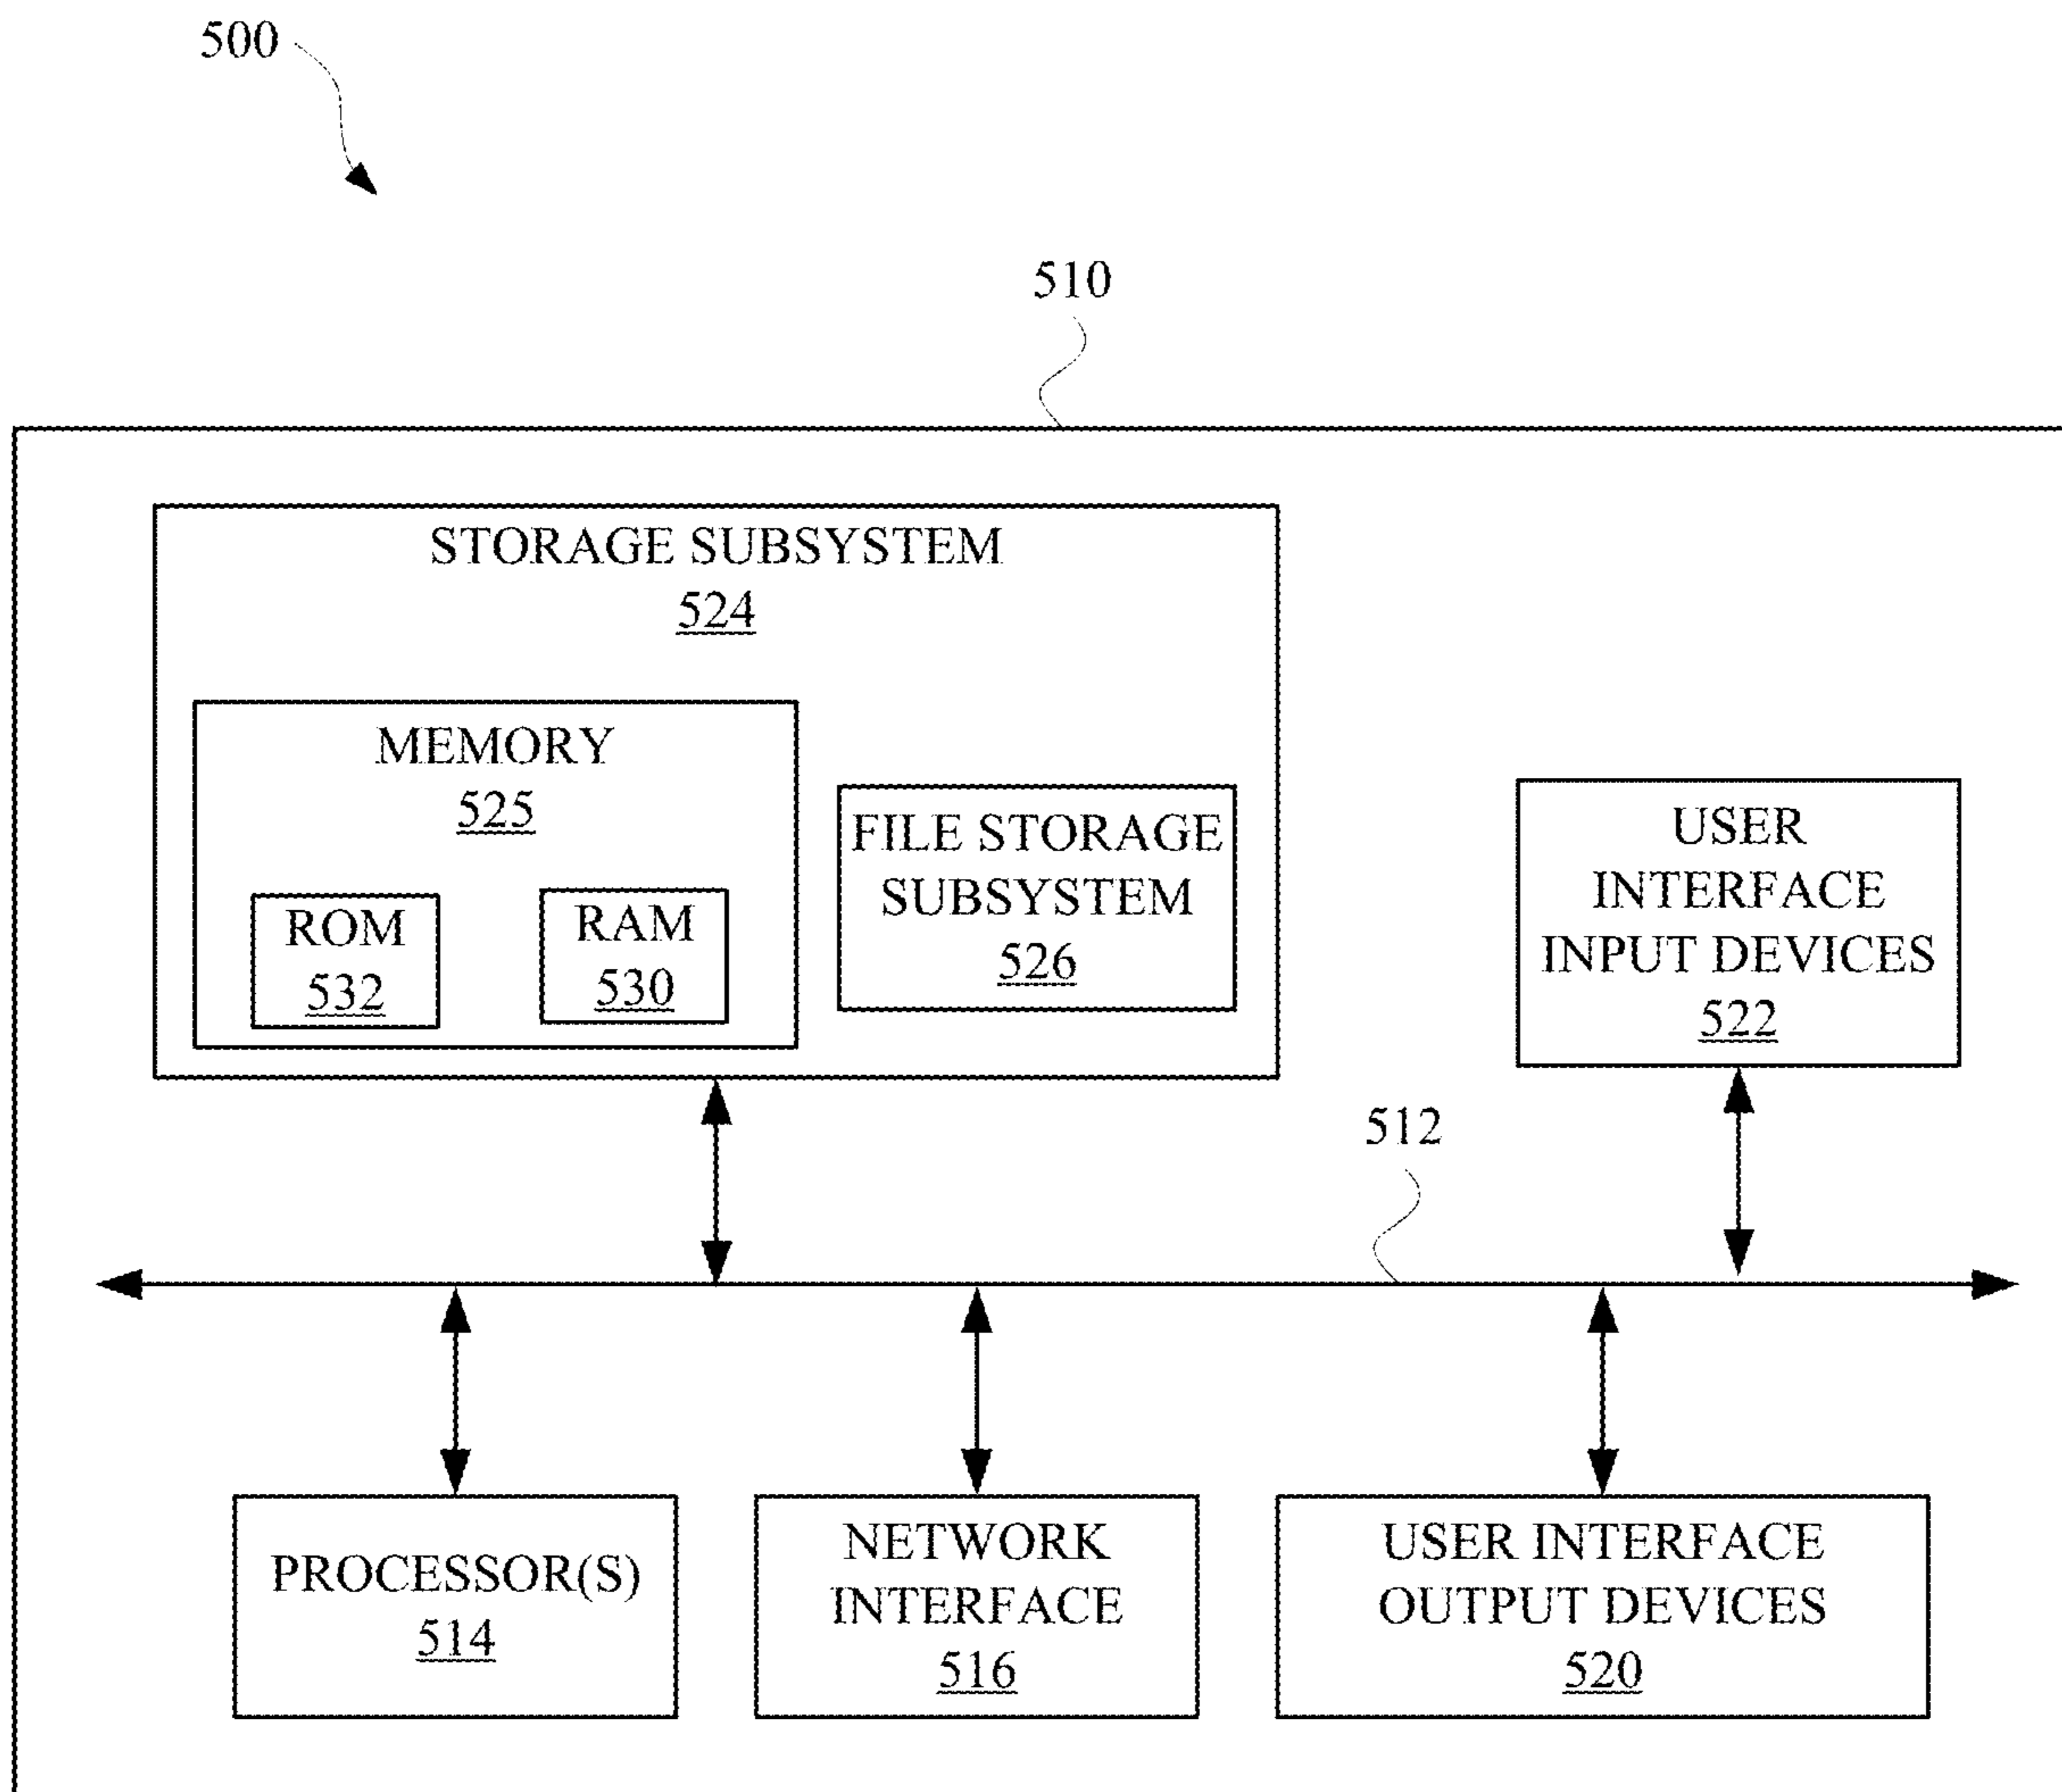 500
510
STORAGE SUBSYSTEM
524
MEMORY
525
ROM
532
RAM
530
FILE STORAGE
SUBSYSTEM
526
USER
INTERFACE
INPUT DEVICES
522
512
PROCESSOR(S)
514
NETWORK
INTERFACE
516
USER INTERFACE
OUTPUT DEVICES
520